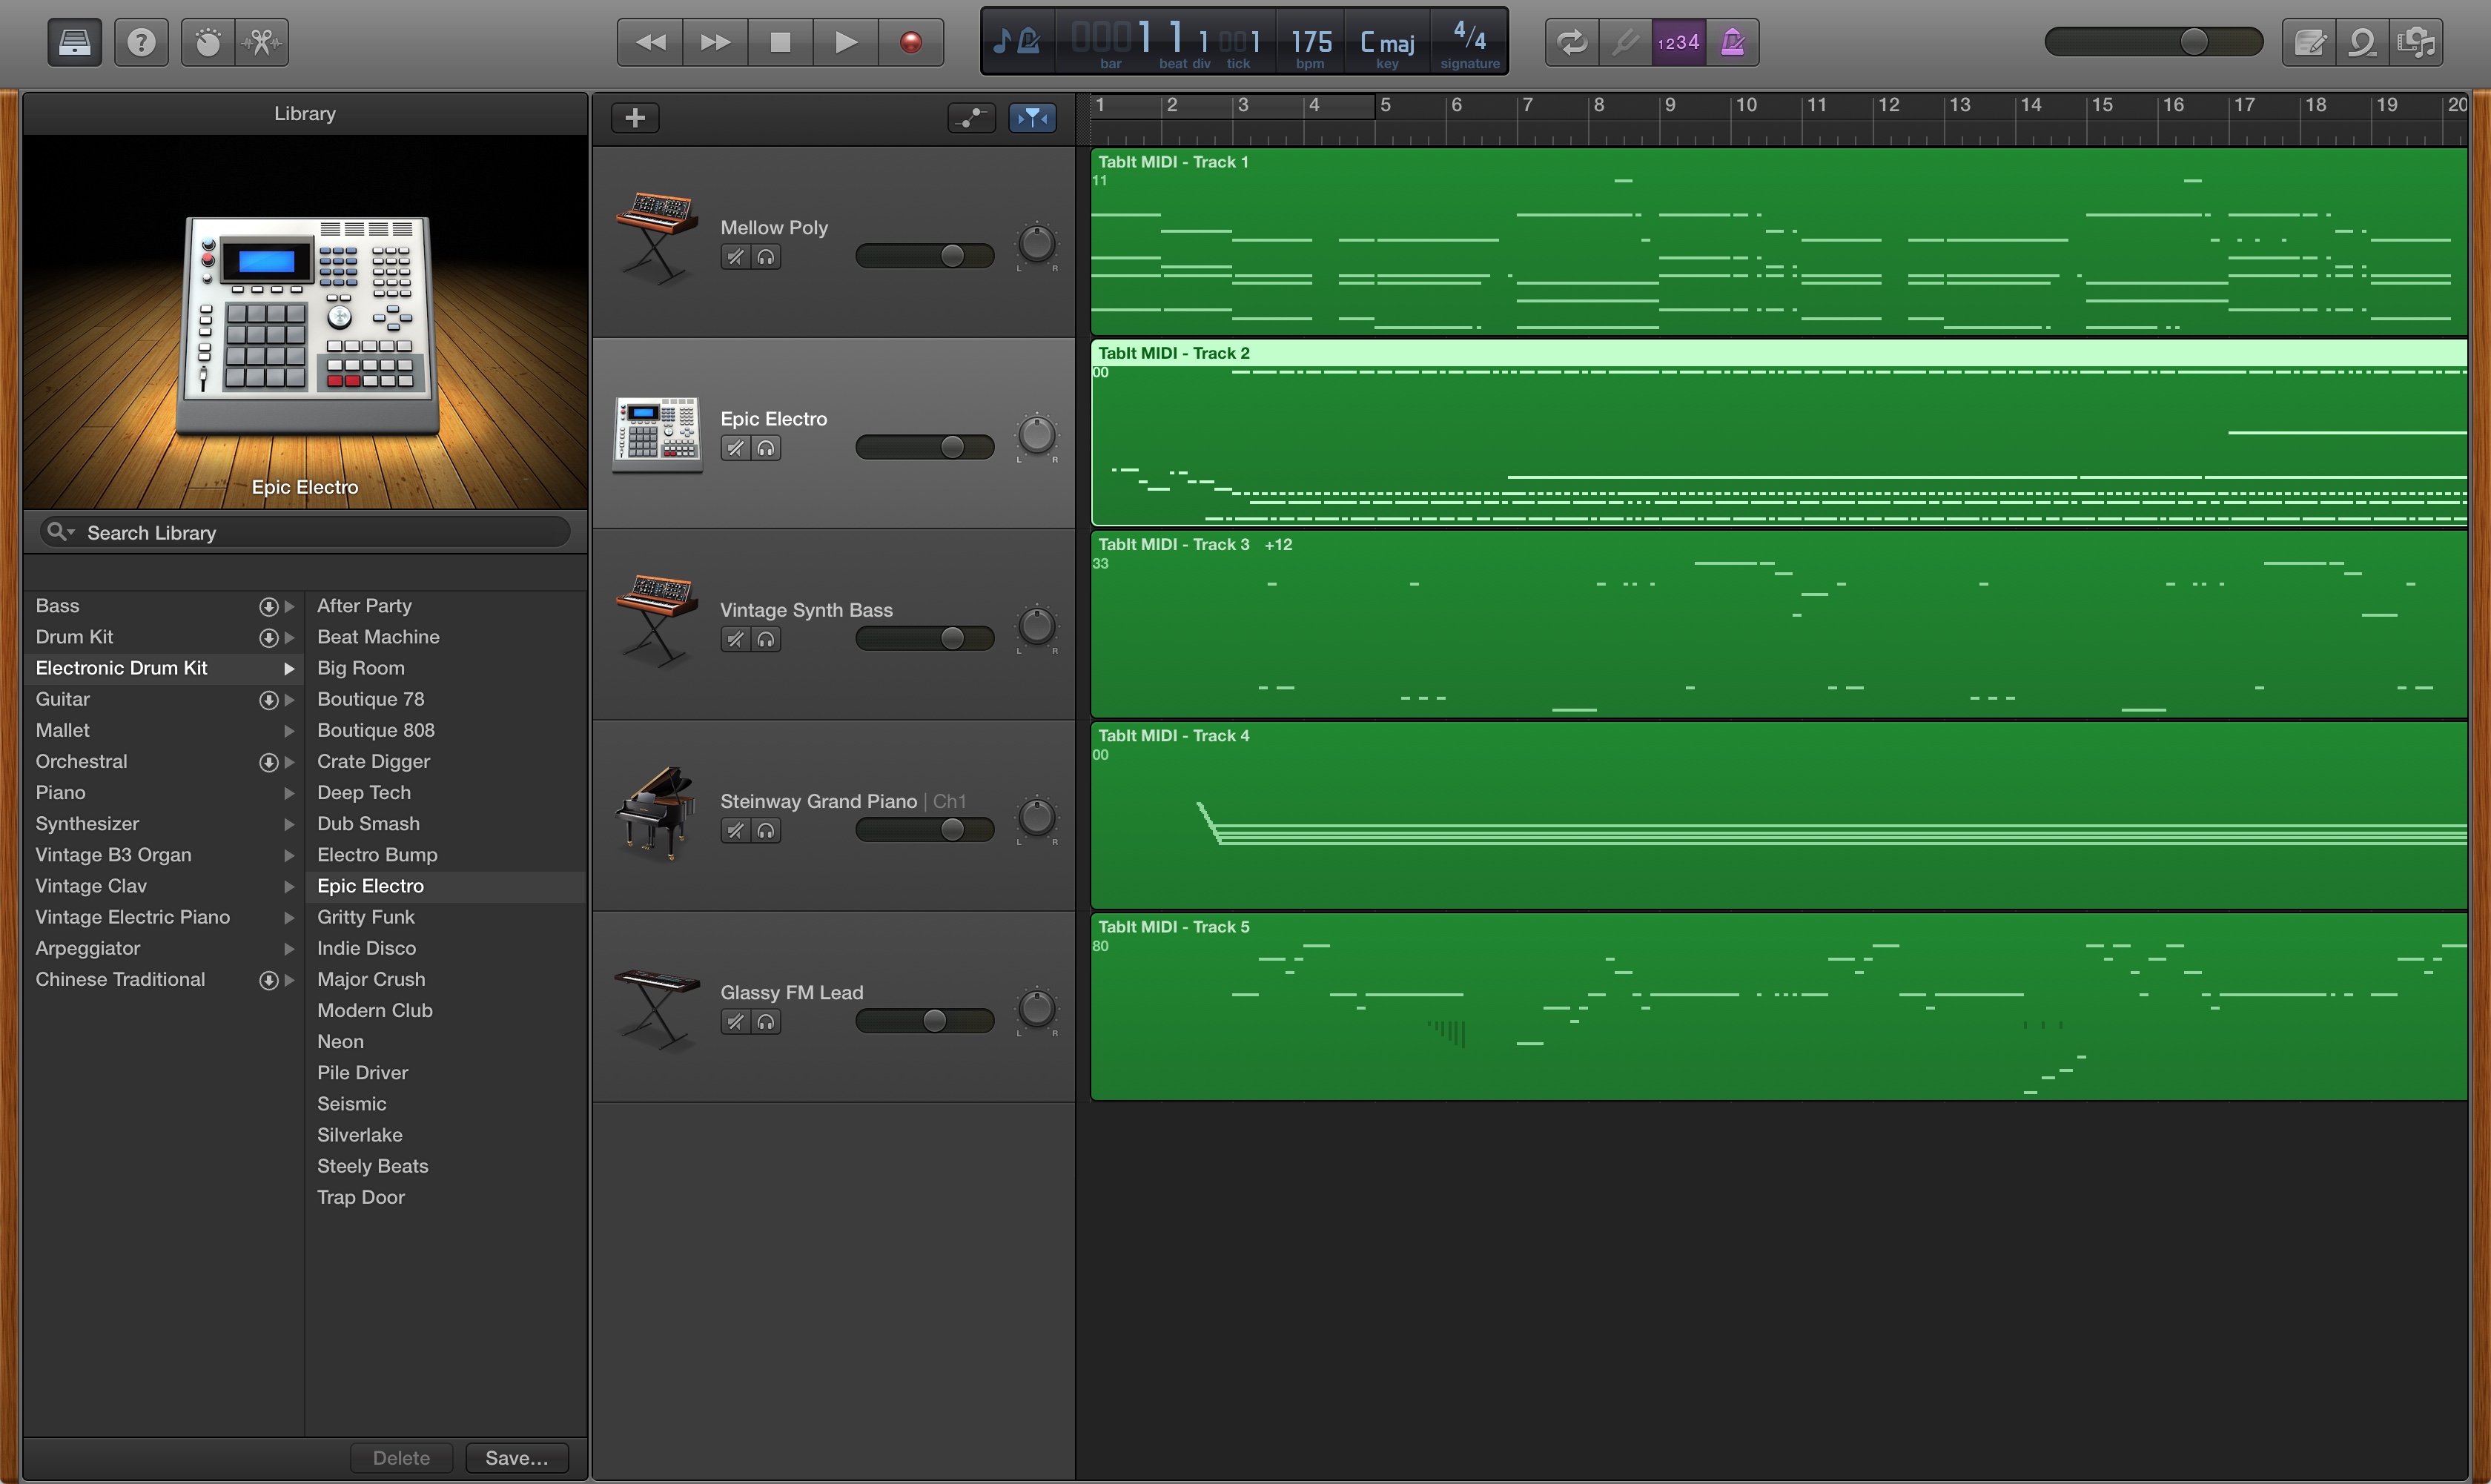 1234
000 1 1 1 00 1 175 C maj 4/4
bar beat div tick bpm key signature
Library
Epic Electro
Search Library
Bass
Drum Kit
Electronic Drum Kit
Guitar
Mallet
Orchestral
Piano
Synthesizer
Vintage B3 Organ
Vintage Clav
Vintage Electric Piano
Arpeggiator
Chinese Traditional
After Party
Beat Machine
Big Room
Boutique 78
Boutique 808
Crate Digger
Deep Tech
Dub Smash
Electro Bump
Epic Electro
Gritty Funk
Indie Disco
Major Crush
Modern Club
Neon
Pile Driver
Seismic
Silverlake
Steely Beats
Trap Door
Delete Save...
1 2 3 4 5 6 7 8 9 10 11 12 13 14 15 16 17 18 19 20
Mellow Poly
L R
TabIt MIDI - Track 1
11
Epic Electro
L R
TabIt MIDI - Track 2
00
Vintage Synth Bass
L R
TabIt MIDI - Track 3 +12
33
Steinway Grand Piano | Ch1
L R
TabIt MIDI - Track 4
00
Glassy FM Lead
L R
TabIt MIDI - Track 5
80